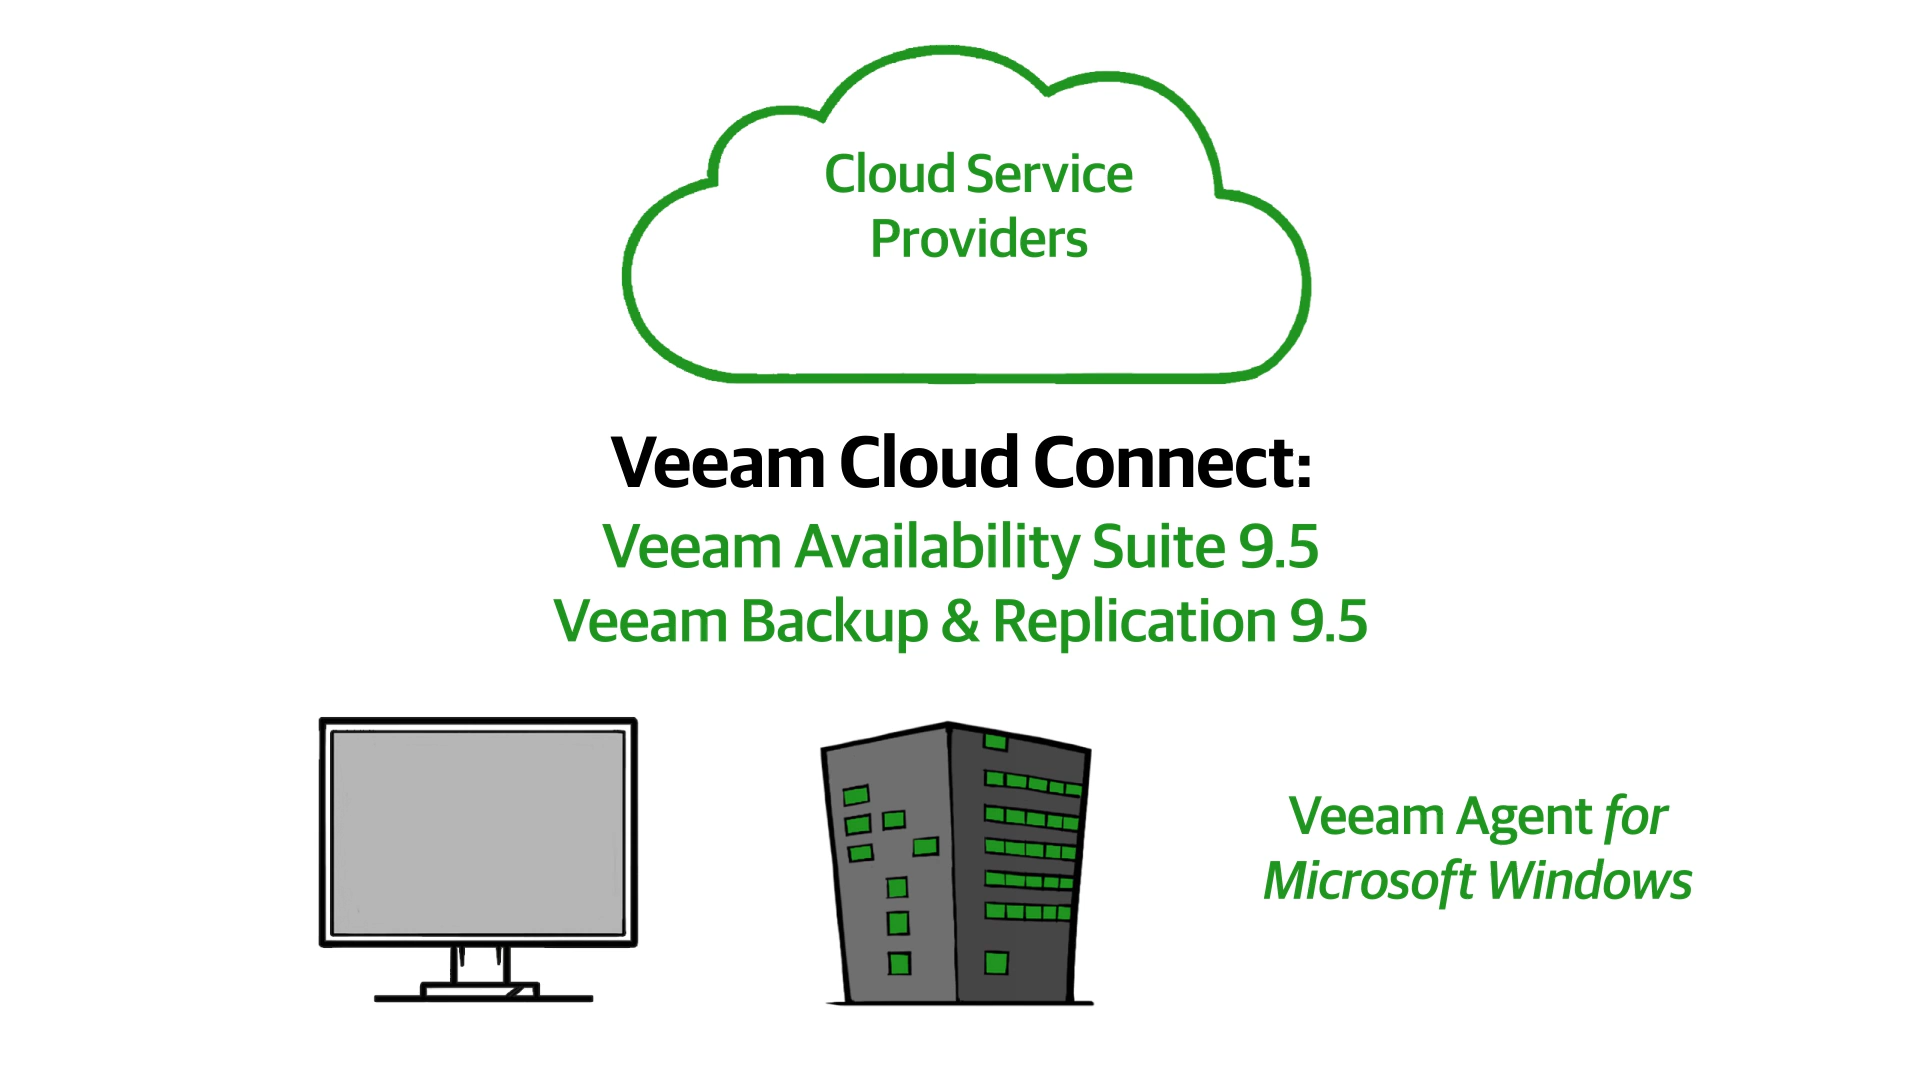 Cloud Service
Providers
Veeam Cloud Connect:
Veeam Availability Suite 9.5
Veeam Backup & Replication 9.5
Veeam Agent for
Microsoft Windows